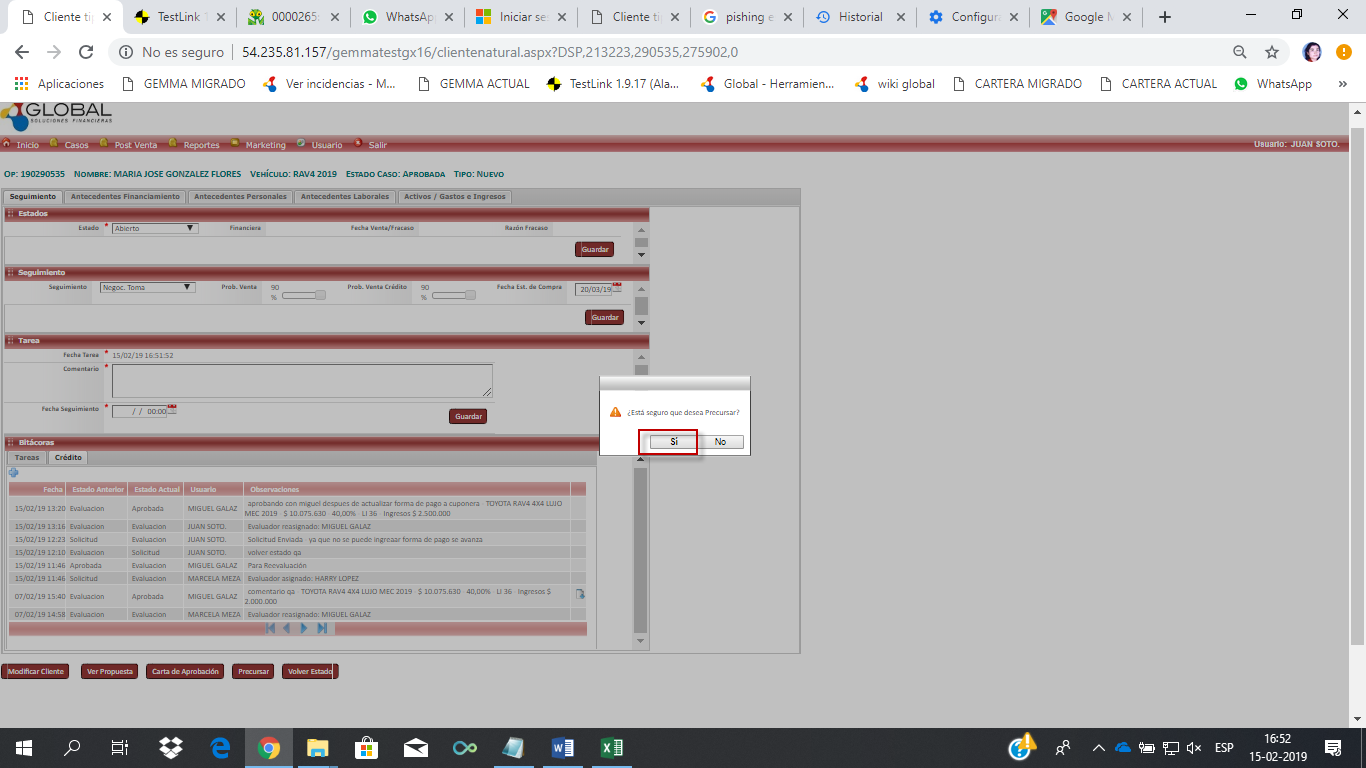 Cliente ti
TestLink 1
0000265
WhatsApp
Iniciar se
Cliente ti
pishing e
Historial
Configura
Google M
No es seguro | 54.235.81.157/gemmatestgx16/clientenatural.aspx?DSP,213223,290535,275902,0
Aplicaciones GEMMA MIGRADO Ver incidencias - M... GEMMA ACTUAL TestLink 1.9.17 (Ala... Global - Herramien... wiki global CARTERA MIGRADO CARTERA ACTUAL WhatsApp »
GLOBAL
SOLUCIONES FINANCIERAS
Inicio Casos Post Venta Reportes Marketing Usuario Salir Usuario: JUAN SOTO.
Op: 190290535 Nombre: MARIA JOSE GONZALEZ FLORES Vehículo: RAV4 2019 Estado Caso: Aprobada Tipo: Nuevo
Seguimiento Antecedentes Financiamiento Antecedentes Personales Antecedentes Laborales Activos / Gastos e Ingresos
Estados
Estado * Abierto Financiera Fecha Venta/Fracaso Razón Fracaso
Guardar
Seguimiento
Seguimiento * Negoc. Toma Prob. Venta 90 % Prob. Venta Crédito 90 % Fecha Est. de Compra 20/03/19
Guardar
Tarea
Fecha Tarea * 15/02/19 16:51:52
Comentario *
Fecha Seguimiento * / / 00:00
Guardar
¿Está seguro que desea Precursar?
Si No
Bitácoras
Tareas Crédito
Fecha Estado Anterior Estado Actual Usuario Observaciones
15/02/19 13:20 Evaluacion Aprobada MIGUEL GALAZ aprobando con miguel despues de actualizar forma de pago a cuponera - TOYOTA RAV4 4X4 LUJO
MEC 2019 - $ 10.075.630 - 40,00% - LI 36 - Ingresos $ 2.500.000
15/02/19 13:16 Evaluacion Evaluacion JUAN SOTO. Evaluador reasignado: MIGUEL GALAZ
15/02/19 12:23 Solicitud Evaluacion JUAN SOTO. Solicitud Enviada - ya que no se puede ingreaar forma de pago se avanza
15/02/19 12:10 Evaluacion Solicitud JUAN SOTO. volver estado qa
15/02/19 11:46 Aprobada Evaluacion MIGUEL GALAZ Para Reevaluación
15/02/19 11:46 Solicitud Evaluacion MARCELA MEZA Evaluador asignado: HARRY LOPEZ
07/02/19 15:40 Evaluacion Aprobada MIGUEL GALAZ comentario qa - TOYOTA RAV4 4X4 LUJO MEC 2019 - $ 10.075.630 - 40,00% - LI 36 - Ingresos $
2.000.000
07/02/19 14:58 Evaluacion Evaluacion MARCELA MEZA Evaluador reasignado: MIGUEL GALAZ
Modificar Cliente Ver Propuesta Carta de Aprobación Precursar Volver Estado
ESP
16:52
15-02-2019